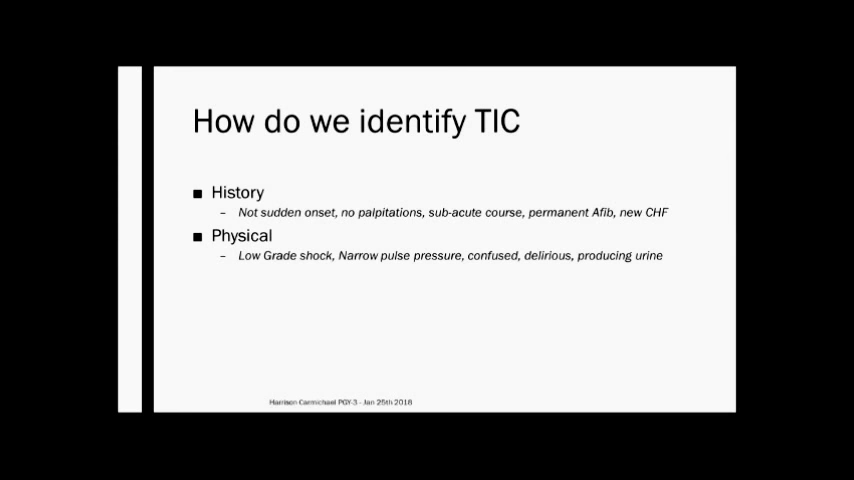 How do we identify TIC
■ History
– Not sudden onset, no palpitations, sub-acute course, permanent Afib, new CHF
■ Physical
– Low Grade shock, Narrow pulse pressure, confused, delirious, producing urine
Harrison Carmichael PGY-3 - Jan 25th 2018